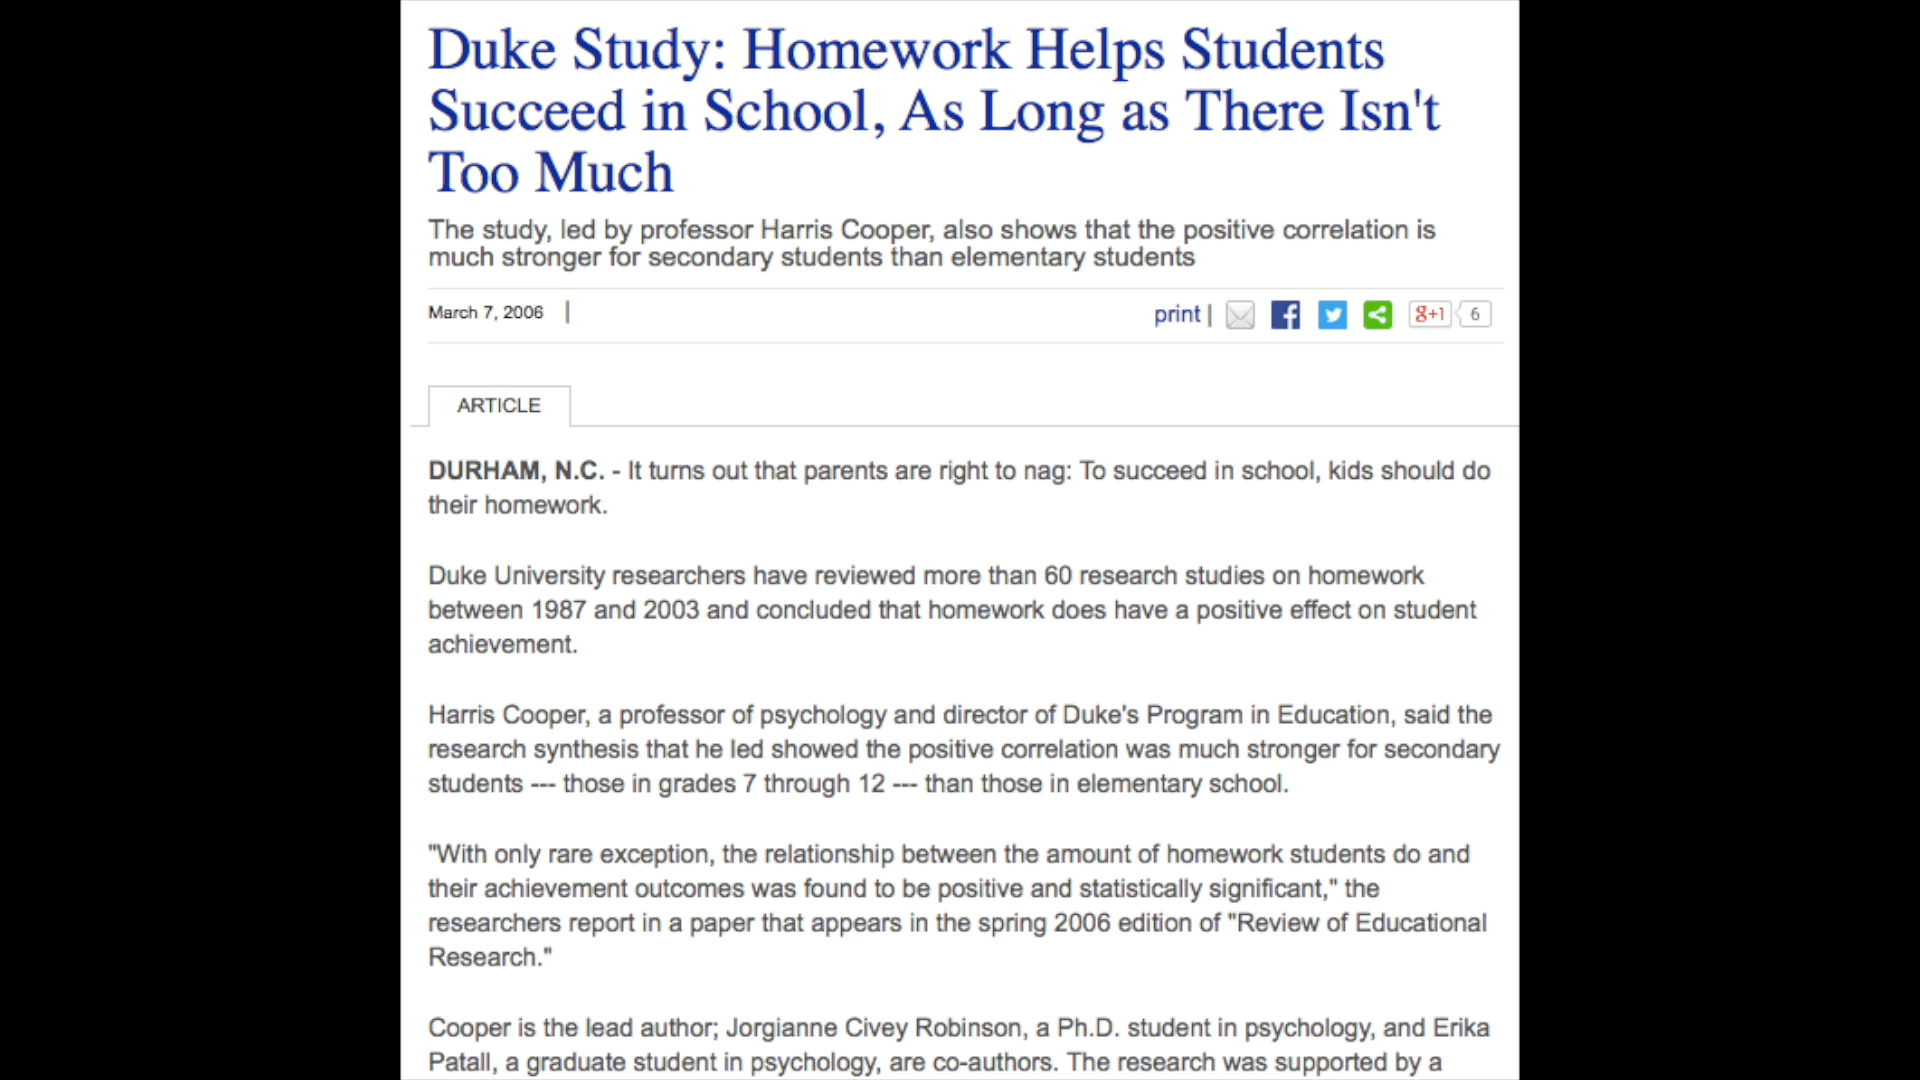 Duke Study: Homework Helps Students
Succeed in School, As Long as There Isn't
Too Much
The study, led by professor Harris Cooper, also shows that the positive correlation is
much stronger for secondary students than elementary students
March 7, 2006 |
print | f g+1 6
ARTICLE
DURHAM, N.C. - It turns out that parents are right to nag: To succeed in school, kids should do
their homework.
Duke University researchers have reviewed more than 60 research studies on homework
between 1987 and 2003 and concluded that homework does have a positive effect on student
achievement.
Harris Cooper, a professor of psychology and director of Duke's Program in Education, said the
research synthesis that he led showed the positive correlation was much stronger for secondary
students --- those in grades 7 through 12 --- than those in elementary school.
"With only rare exception, the relationship between the amount of homework students do and
their achievement outcomes was found to be positive and statistically significant," the
researchers report in a paper that appears in the spring 2006 edition of "Review of Educational
Research."
Cooper is the lead author; Jorgianne Civey Robinson, a Ph.D. student in psychology, and Erika
Patall, a graduate student in psychology, are co-authors. The research was supported by a